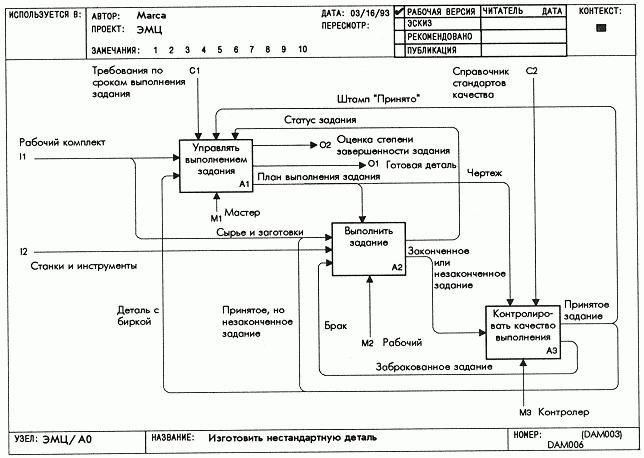 ИСПОЛЬЗУЕТСЯ В:
АВТОР: Marca
ДАТА: 03/16/93
ПРОЕКТ: ЭМЦ
ПЕРЕСМОТР:
ЗАМЕЧАНИЯ: 1 2 3 4 5 6 7 8 9 10
РАБОЧАЯ ВЕРСИЯ
ЭСКИЗ
РЕКОМЕНДОВАНО
ПУБЛИКАЦИЯ
ЧИТАТЕЛЬ ДАТА
КОНТЕКСТ:
Требования по
срокам выполнения
задания
C1
Справочник
стандартов
качества
C2
Штамп "Принято"
Статус задания
Рабочий комплект
I1
Управлять
выполнением
задания
A1
O2 Оценка степени
завершенности задания
O1 Готовая деталь
План выполнения задания
Чертеж
M1 Мастер
Сырье и заготовки
Выполнить
задание
A2
I2
Станки и инструменты
Законченное
или
незаконченное
задание
Деталь с
биркой
Принятое, но
незаконченное
задание
Брак
M2 Рабочий
Контролиро-
вать качество
выполнения
A3
Принятое
задание
Забракованное задание
M3 Контролер
УЗЕЛ: ЭМЦ/A0
НАЗВАНИЕ: Изготовить нестандартную деталь
НОМЕР: (DAM003)
DAM006